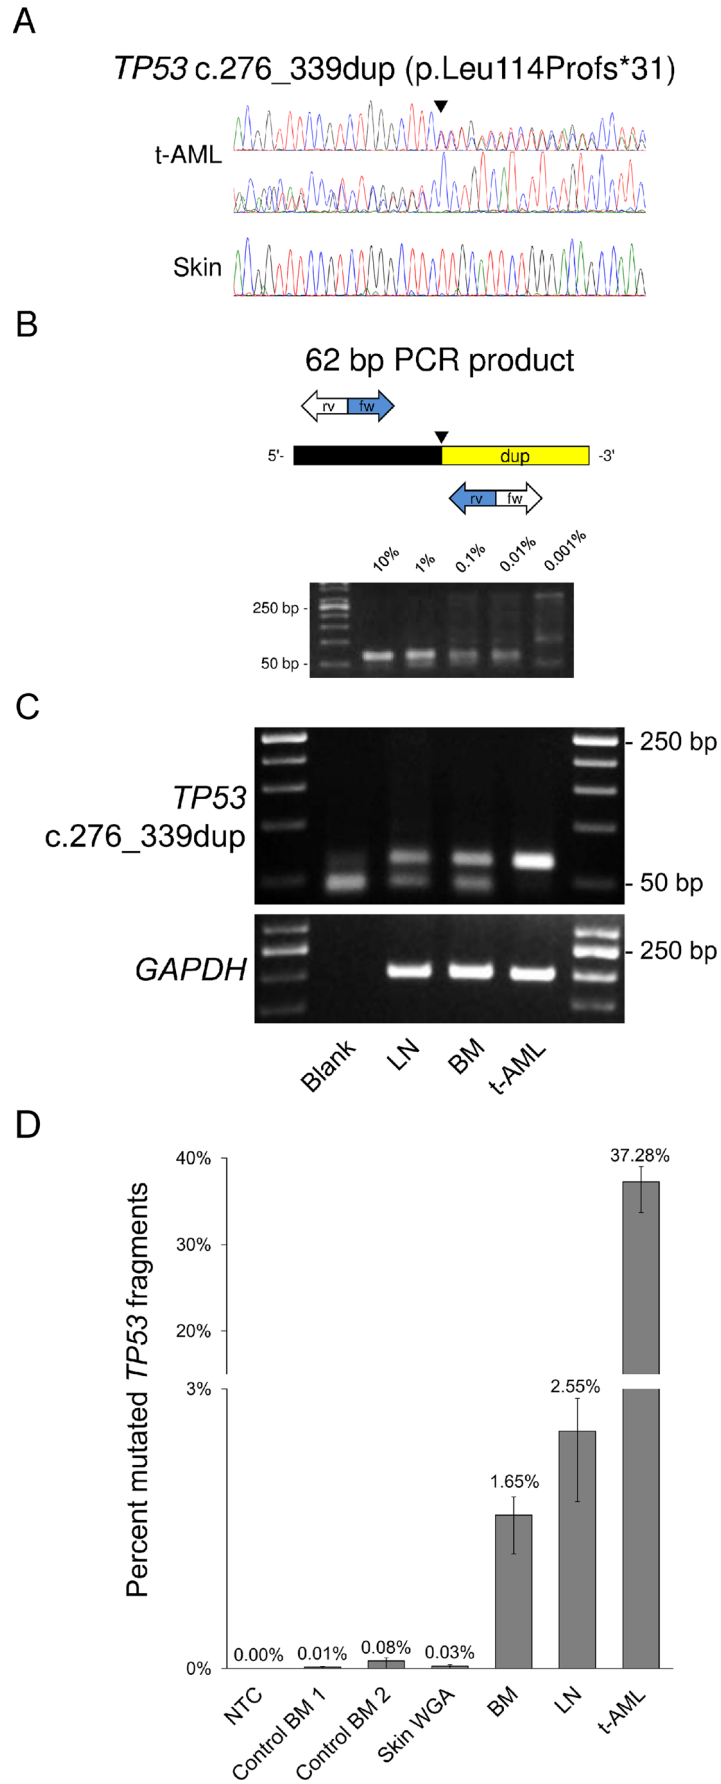 A
TP53 c.276_339dup (p.Leu114Profs*31)
t-AML
Skin
B
62 bp PCR product
rv fw
5'- dup -3'
rv fw
10% 1% 0.1% 0.01% 0.001%
250 bp -
50 bp -
C
TP53
c.276_339dup
- 250 bp
- 50 bp
GAPDH
- 250 bp
Blank LN BM t-AML
D
Percent mutated TP53 fragments
40%
30%
20%
3%
0%
0.00% 0.01% 0.08% 0.03% 1.65% 2.55% 37.28%
NTC Control BM 1 Control BM 2 Skin WGA BM LN t-AML